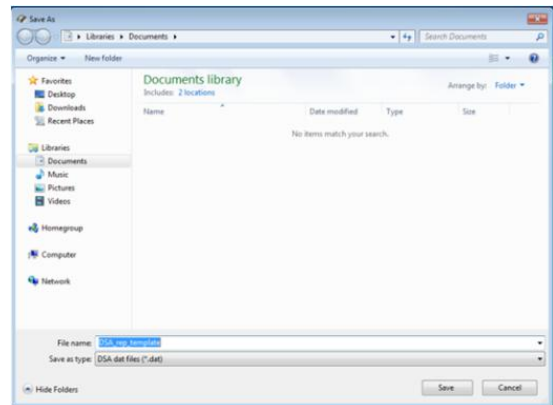 Save As
Libraries ▸ Documents ▸
Search Documents
Organize ▾ New folder
Favorites
Desktop
Downloads
Recent Places
Libraries
Documents
Music
Pictures
Videos
Homegroup
Computer
Network
Documents library
Includes: 2 locations
Arrange by: Folder ▾
Name Date modified Type Size
No items match your search.
File name: DSA_rep_template
Save as type: DSA dat files (*.dat)
Hide Folders
Save Cancel